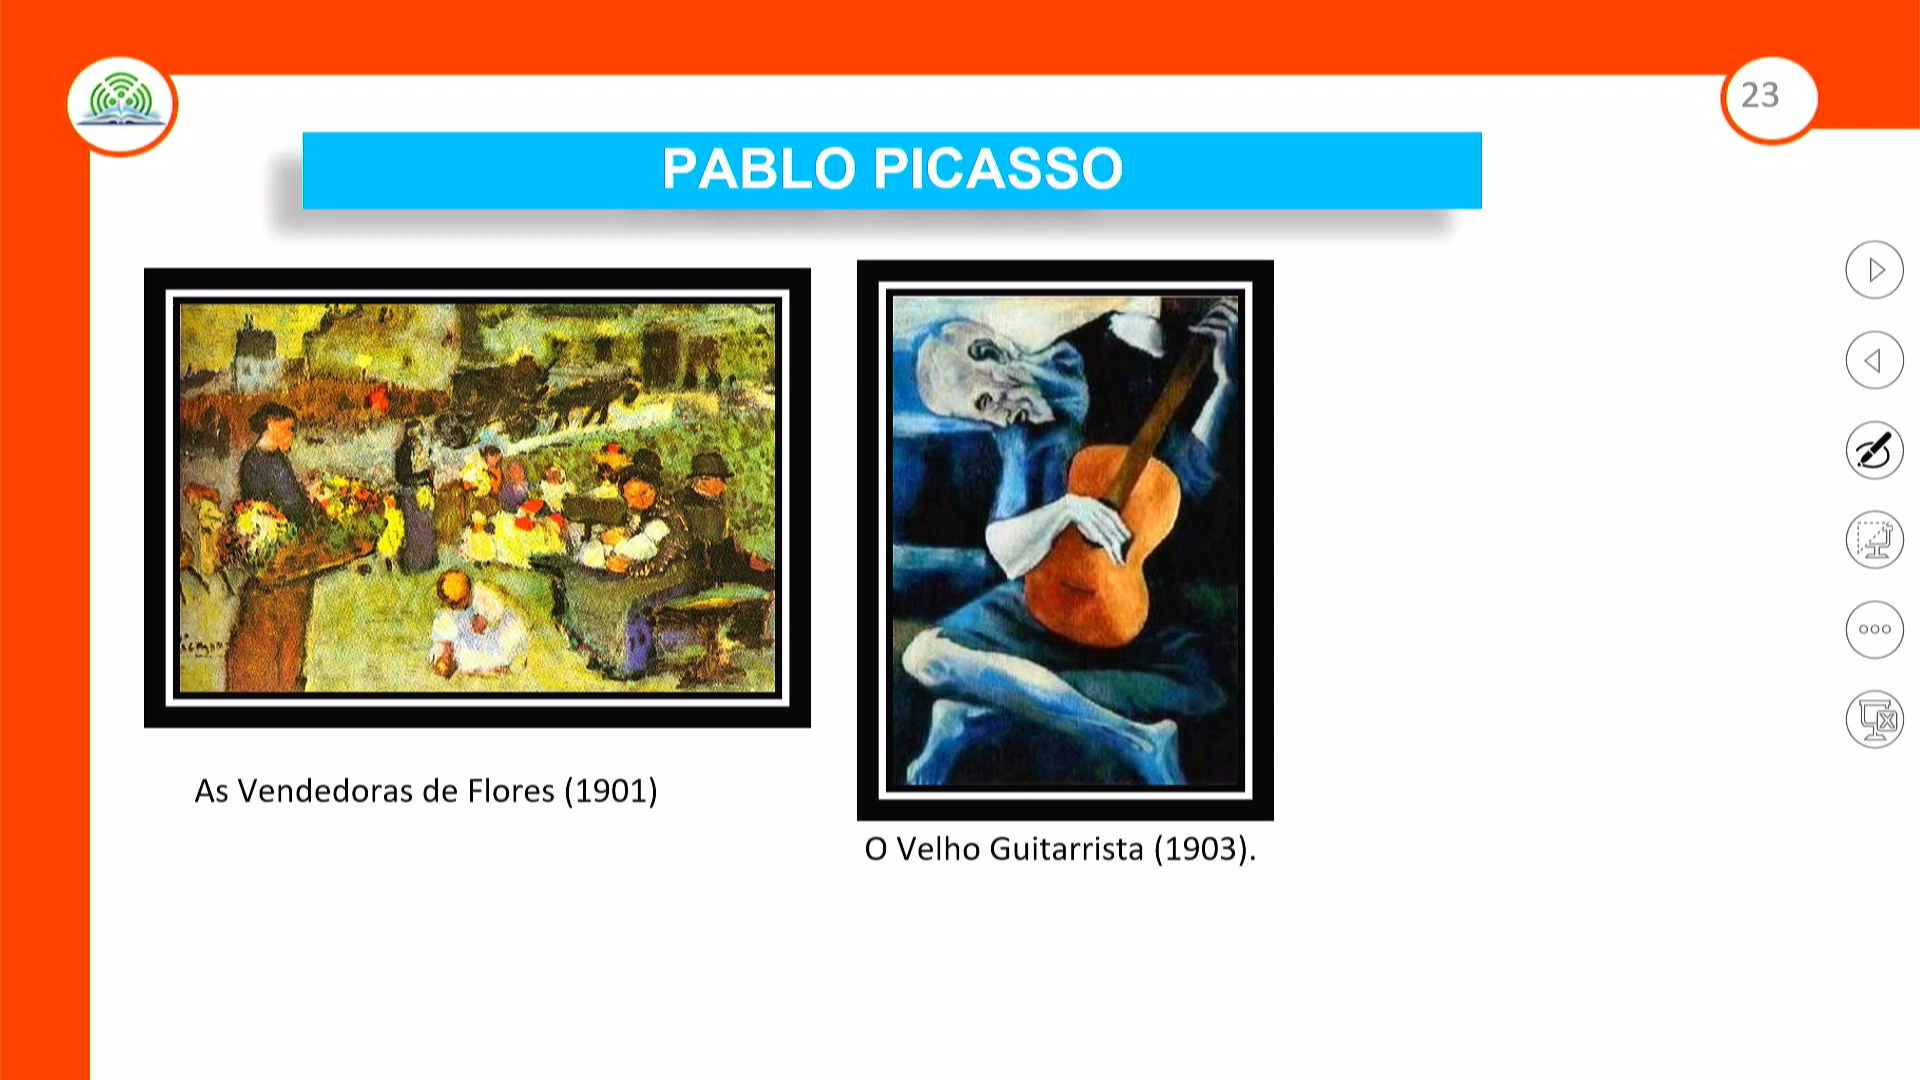 23
PABLO PICASSO
As Vendedoras de Flores (1901)
O Velho Guitarrista (1903).